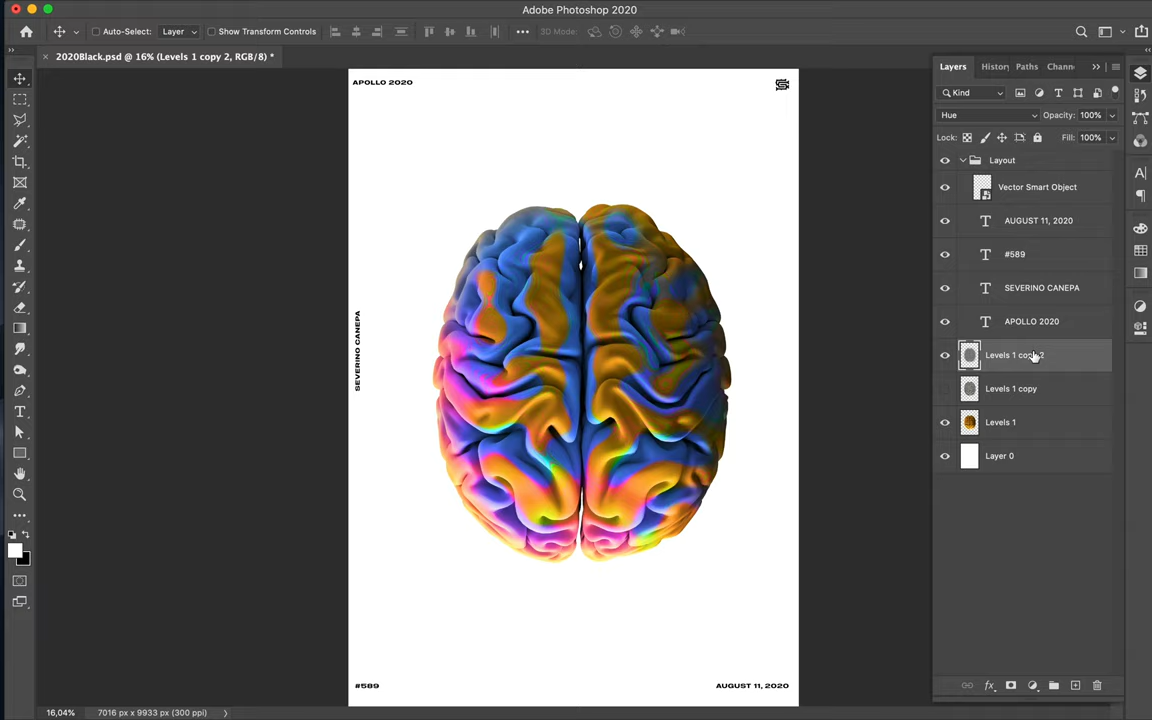 Adobe Photoshop 2020
Auto-Select: Layer Show Transform Controls 3D Mode:
2020Black.psd @ 16% (Levels 1 copy 2, RGB/8) *
APOLLO 2020
SEVERINO CANEPA
#589
AUGUST 11, 2020
Layers Histor Paths Chann
Kind
Hue Opacity: 100%
Lock: Fill: 100%
Layout
Vector Smart Object
AUGUST 11, 2020
#589
SEVERINO CANEPA
APOLLO 2020
Levels 1 copy 2
Levels 1 copy
Levels 1
Layer 0
fx
16,04% 7016 px x 9933 px (300 ppi)